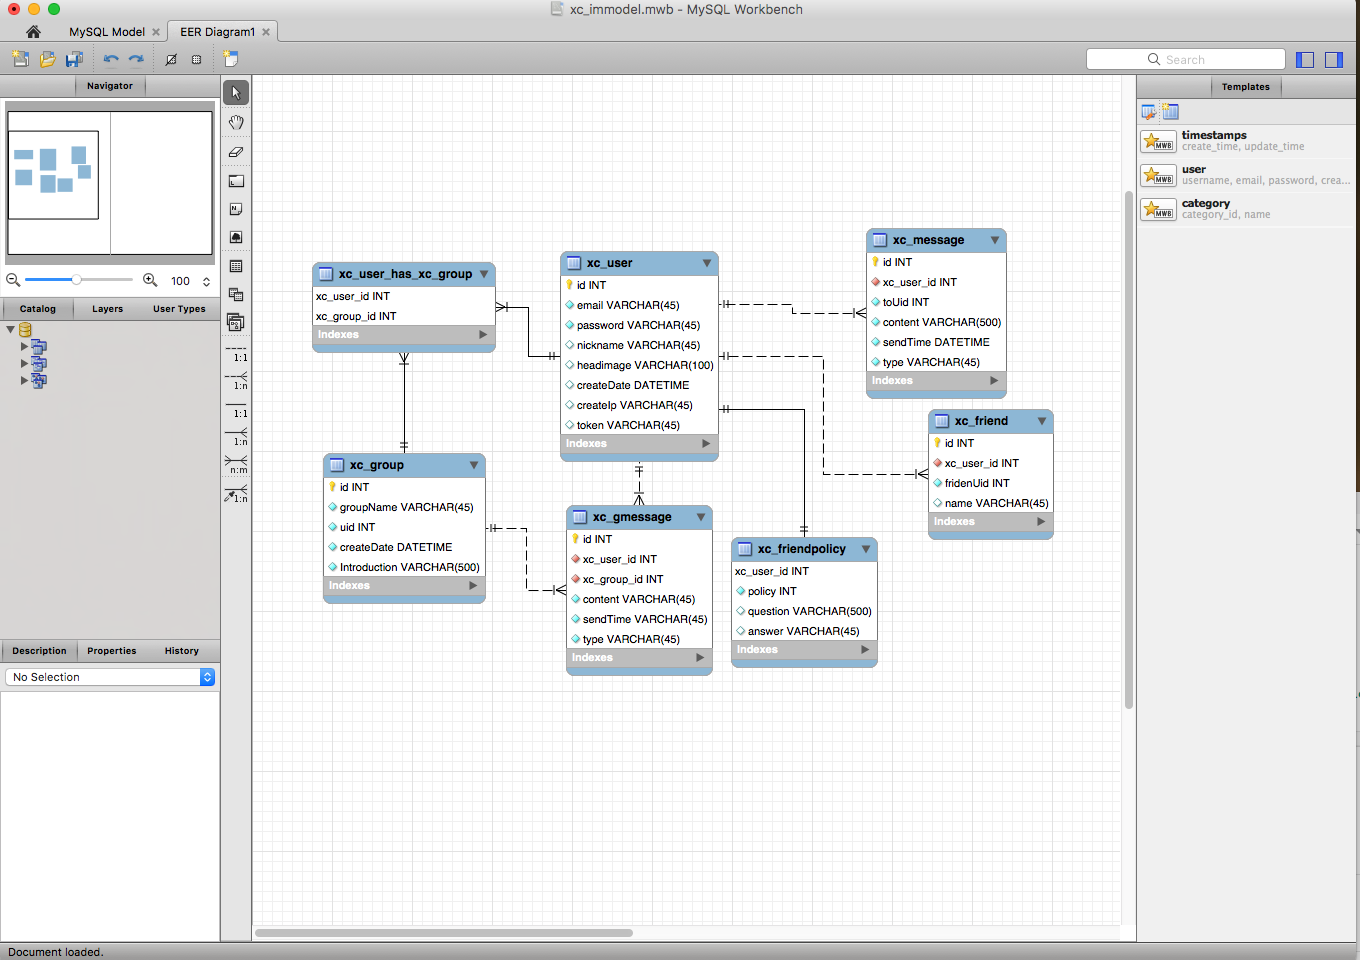 xc_immodel.mwb - MySQL Workbench
MySQL Model
EER Diagram1
Search
Navigator
100
Catalog
Layers
User Types
Description
Properties
History
No Selection
Document loaded.
1:1
1:n
1:1
1:n
n:m
1:n
xc_user_has_xc_group
xc_user_id INT
xc_group_id INT
Indexes
xc_group
id INT
groupName VARCHAR(45)
uid INT
createDate DATETIME
Introduction VARCHAR(500)
Indexes
xc_user
id INT
email VARCHAR(45)
password VARCHAR(45)
nickname VARCHAR(45)
headimage VARCHAR(100)
createDate DATETIME
createIp VARCHAR(45)
token VARCHAR(45)
Indexes
xc_gmessage
id INT
xc_user_id INT
xc_group_id INT
content VARCHAR(45)
sendTime VARCHAR(45)
type VARCHAR(45)
Indexes
xc_friendpolicy
xc_user_id INT
policy INT
question VARCHAR(500)
answer VARCHAR(45)
Indexes
xc_message
id INT
xc_user_id INT
toUid INT
content VARCHAR(500)
sendTime DATETIME
type VARCHAR(45)
Indexes
xc_friend
id INT
xc_user_id INT
fridenUid INT
name VARCHAR(45)
Indexes
Templates
MWB
timestamps
create_time, update_time
MWB
user
username, email, password, crea...
MWB
category
category_id, name